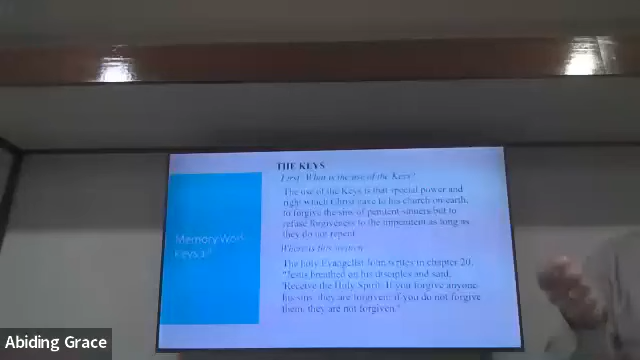 THE KEYS
First: What is the use of the Keys?
The use of the Keys is that special power and
right which Christ gave to his church on earth,
to forgive the sins of penitent sinners but to
refuse forgiveness to the impenitent as long as
they do not repent.
Where is this written?
The holy Evangelist John writes in chapter 20,
"Jesus breathed on his disciples and said,
'Receive the Holy Spirit. If you forgive anyone
his sins, they are forgiven; if you do not forgive
them, they are not forgiven.'"
Memory Work
Keys
Abiding Grace